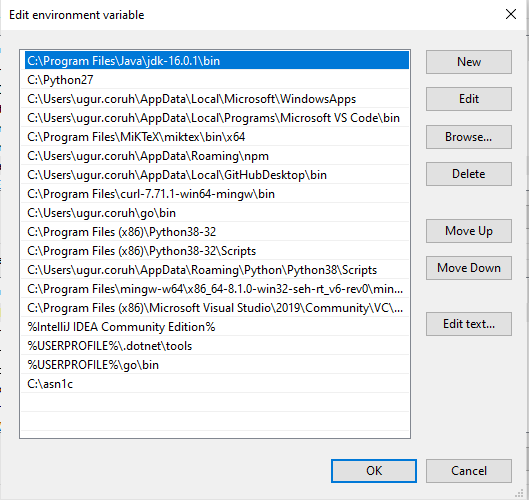 Edit environment variable
C:\Program Files\Java\jdk-16.0.1\bin
C:\Python27
C:\Users\ugur.coruh\AppData\Local\Microsoft\WindowsApps
C:\Users\ugur.coruh\AppData\Local\Programs\Microsoft VS Code\bin
C:\Program Files\MiKTeX\miktex\bin\x64
C:\Users\ugur.coruh\AppData\Roaming\npm
C:\Users\ugur.coruh\AppData\Local\GitHubDesktop\bin
C:\Program Files\curl-7.71.1-win64-mingw\bin
C:\Users\ugur.coruh\go\bin
C:\Program Files (x86)\Python38-32
C:\Program Files (x86)\Python38-32\Scripts
C:\Users\ugur.coruh\AppData\Roaming\Python\Python38\Scripts
C:\Program Files\mingw-w64\x86_64-8.1.0-win32-seh-rt_v6-rev0\min...
C:\Program Files (x86)\Microsoft Visual Studio\2019\Community\VC\...
%IntelliJ IDEA Community Edition%
%USERPROFILE%\.dotnet\tools
%USERPROFILE%\go\bin
C:\asn1c
New
Edit
Browse...
Delete
Move Up
Move Down
Edit text...
OK
Cancel